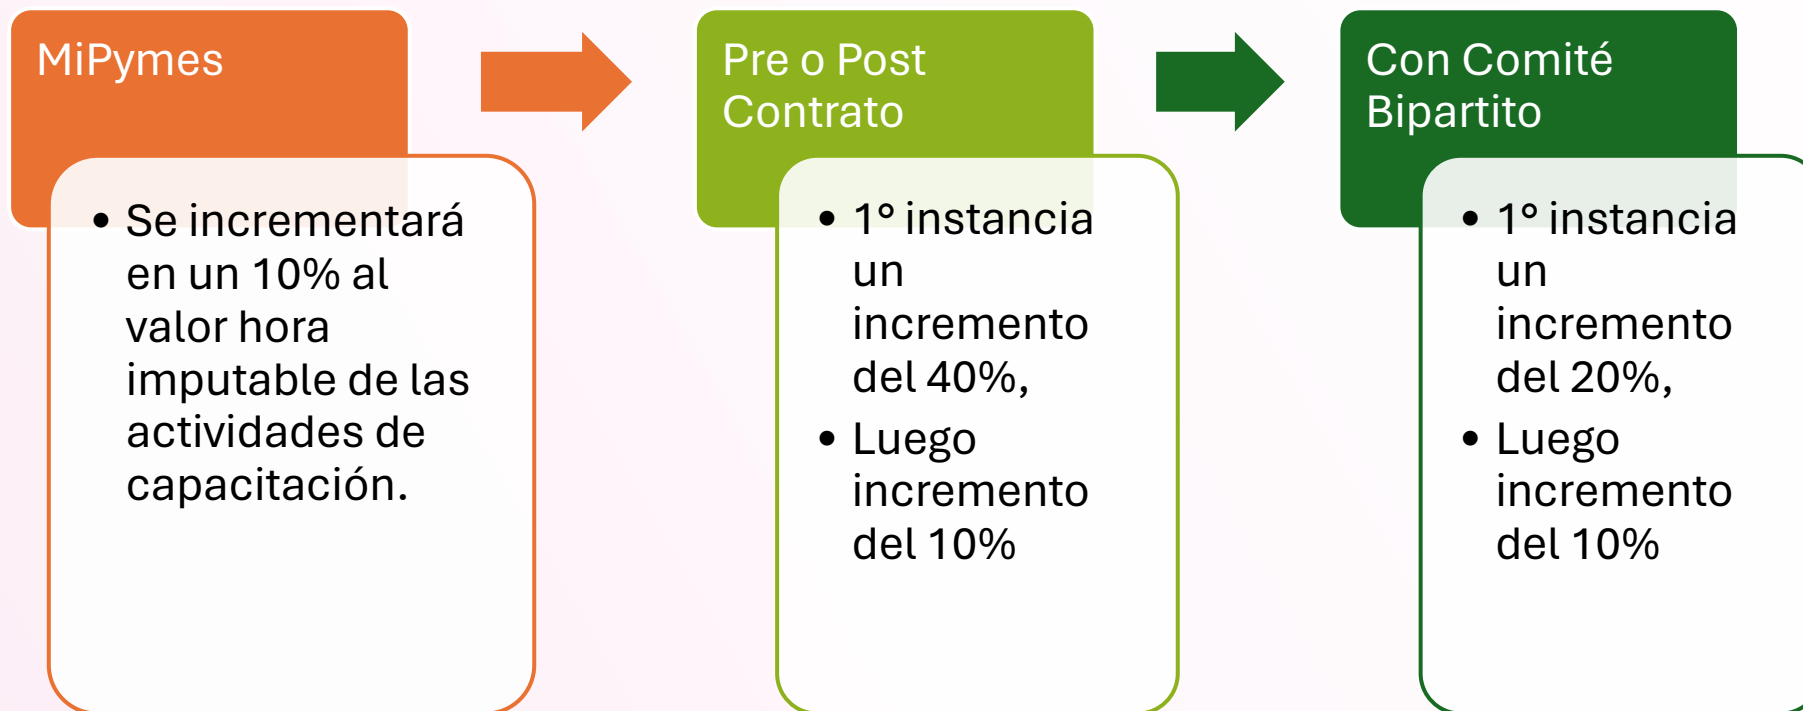 MiPymes
• Se incrementará
en un 10% al
valor hora
imputable de las
actividades de
capacitación.
Pre o Post
Contrato
• 1° instancia
un
incremento
del 40%,
• Luego
incremento
del 10%
Con Comité
Bipartito
• 1° instancia
un
incremento
del 20%,
• Luego
incremento
del 10%